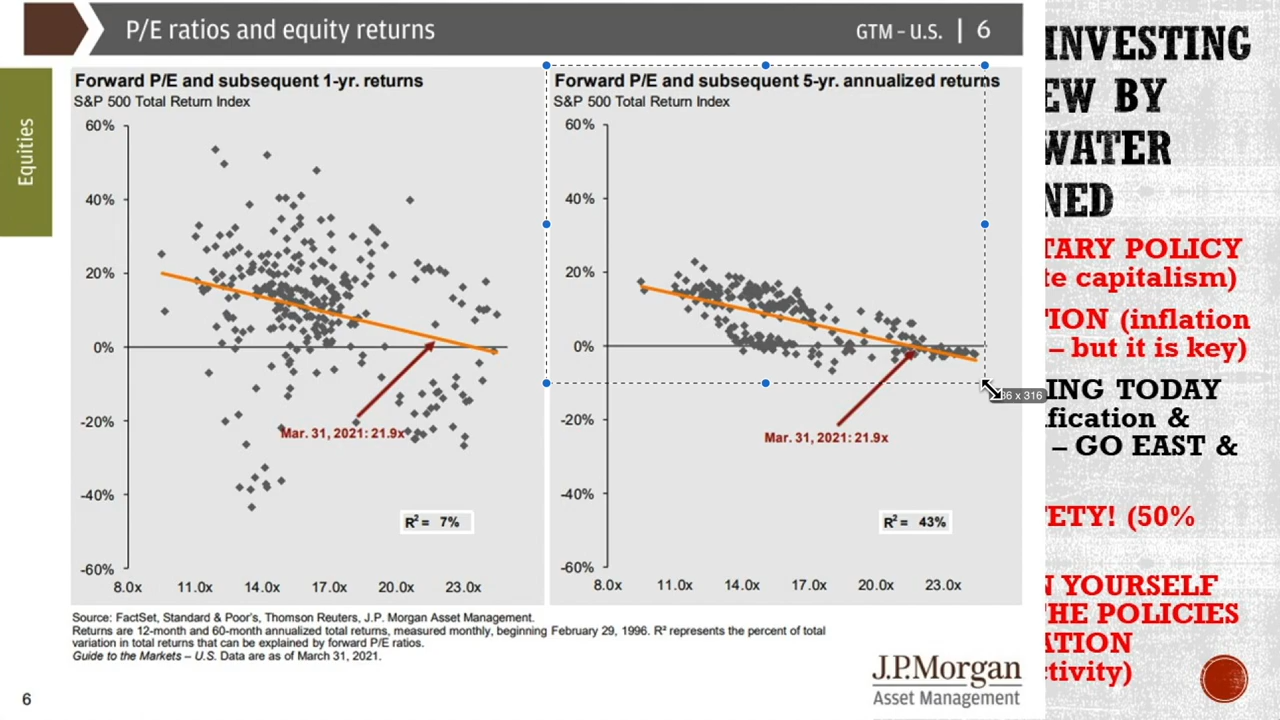 P/E ratios and equity returns
GTM – U.S. | 6
Equities
Forward P/E and subsequent 1-yr. returns
S&P 500 Total Return Index
60%
40%
20%
0%
-20%
-40%
-60%
8.0x 11.0x 14.0x 17.0x 20.0x 23.0x
Mar. 31, 2021: 21.9x
R² = 7%
Forward P/E and subsequent 5-yr. annualized returns
S&P 500 Total Return Index
60%
40%
20%
0%
-20%
-40%
-60%
8.0x 11.0x 14.0x 17.0x 20.0x 23.0x
Mar. 31, 2021: 21.9x
R² = 43%
36 x 316
Source: FactSet, Standard & Poor's, Thomson Reuters, J.P. Morgan Asset Management.
Returns are 12-month and 60-month annualized total returns, measured monthly, beginning February 29, 1996. R² represents the percent of total
variation in total returns that can be explained by forward P/E ratios.
Guide to the Markets – U.S. Data are as of March 31, 2021.
J.P.Morgan
Asset Management
6
INVESTING
EW BY
WATER
NED
TARY POLICY
te capitalism)
TION (inflation
– but it is key)
ING TODAY
fication &
– GO EAST &
ETY! (50%
N YOURSELF
HE POLICIES
ATION
ctivity)